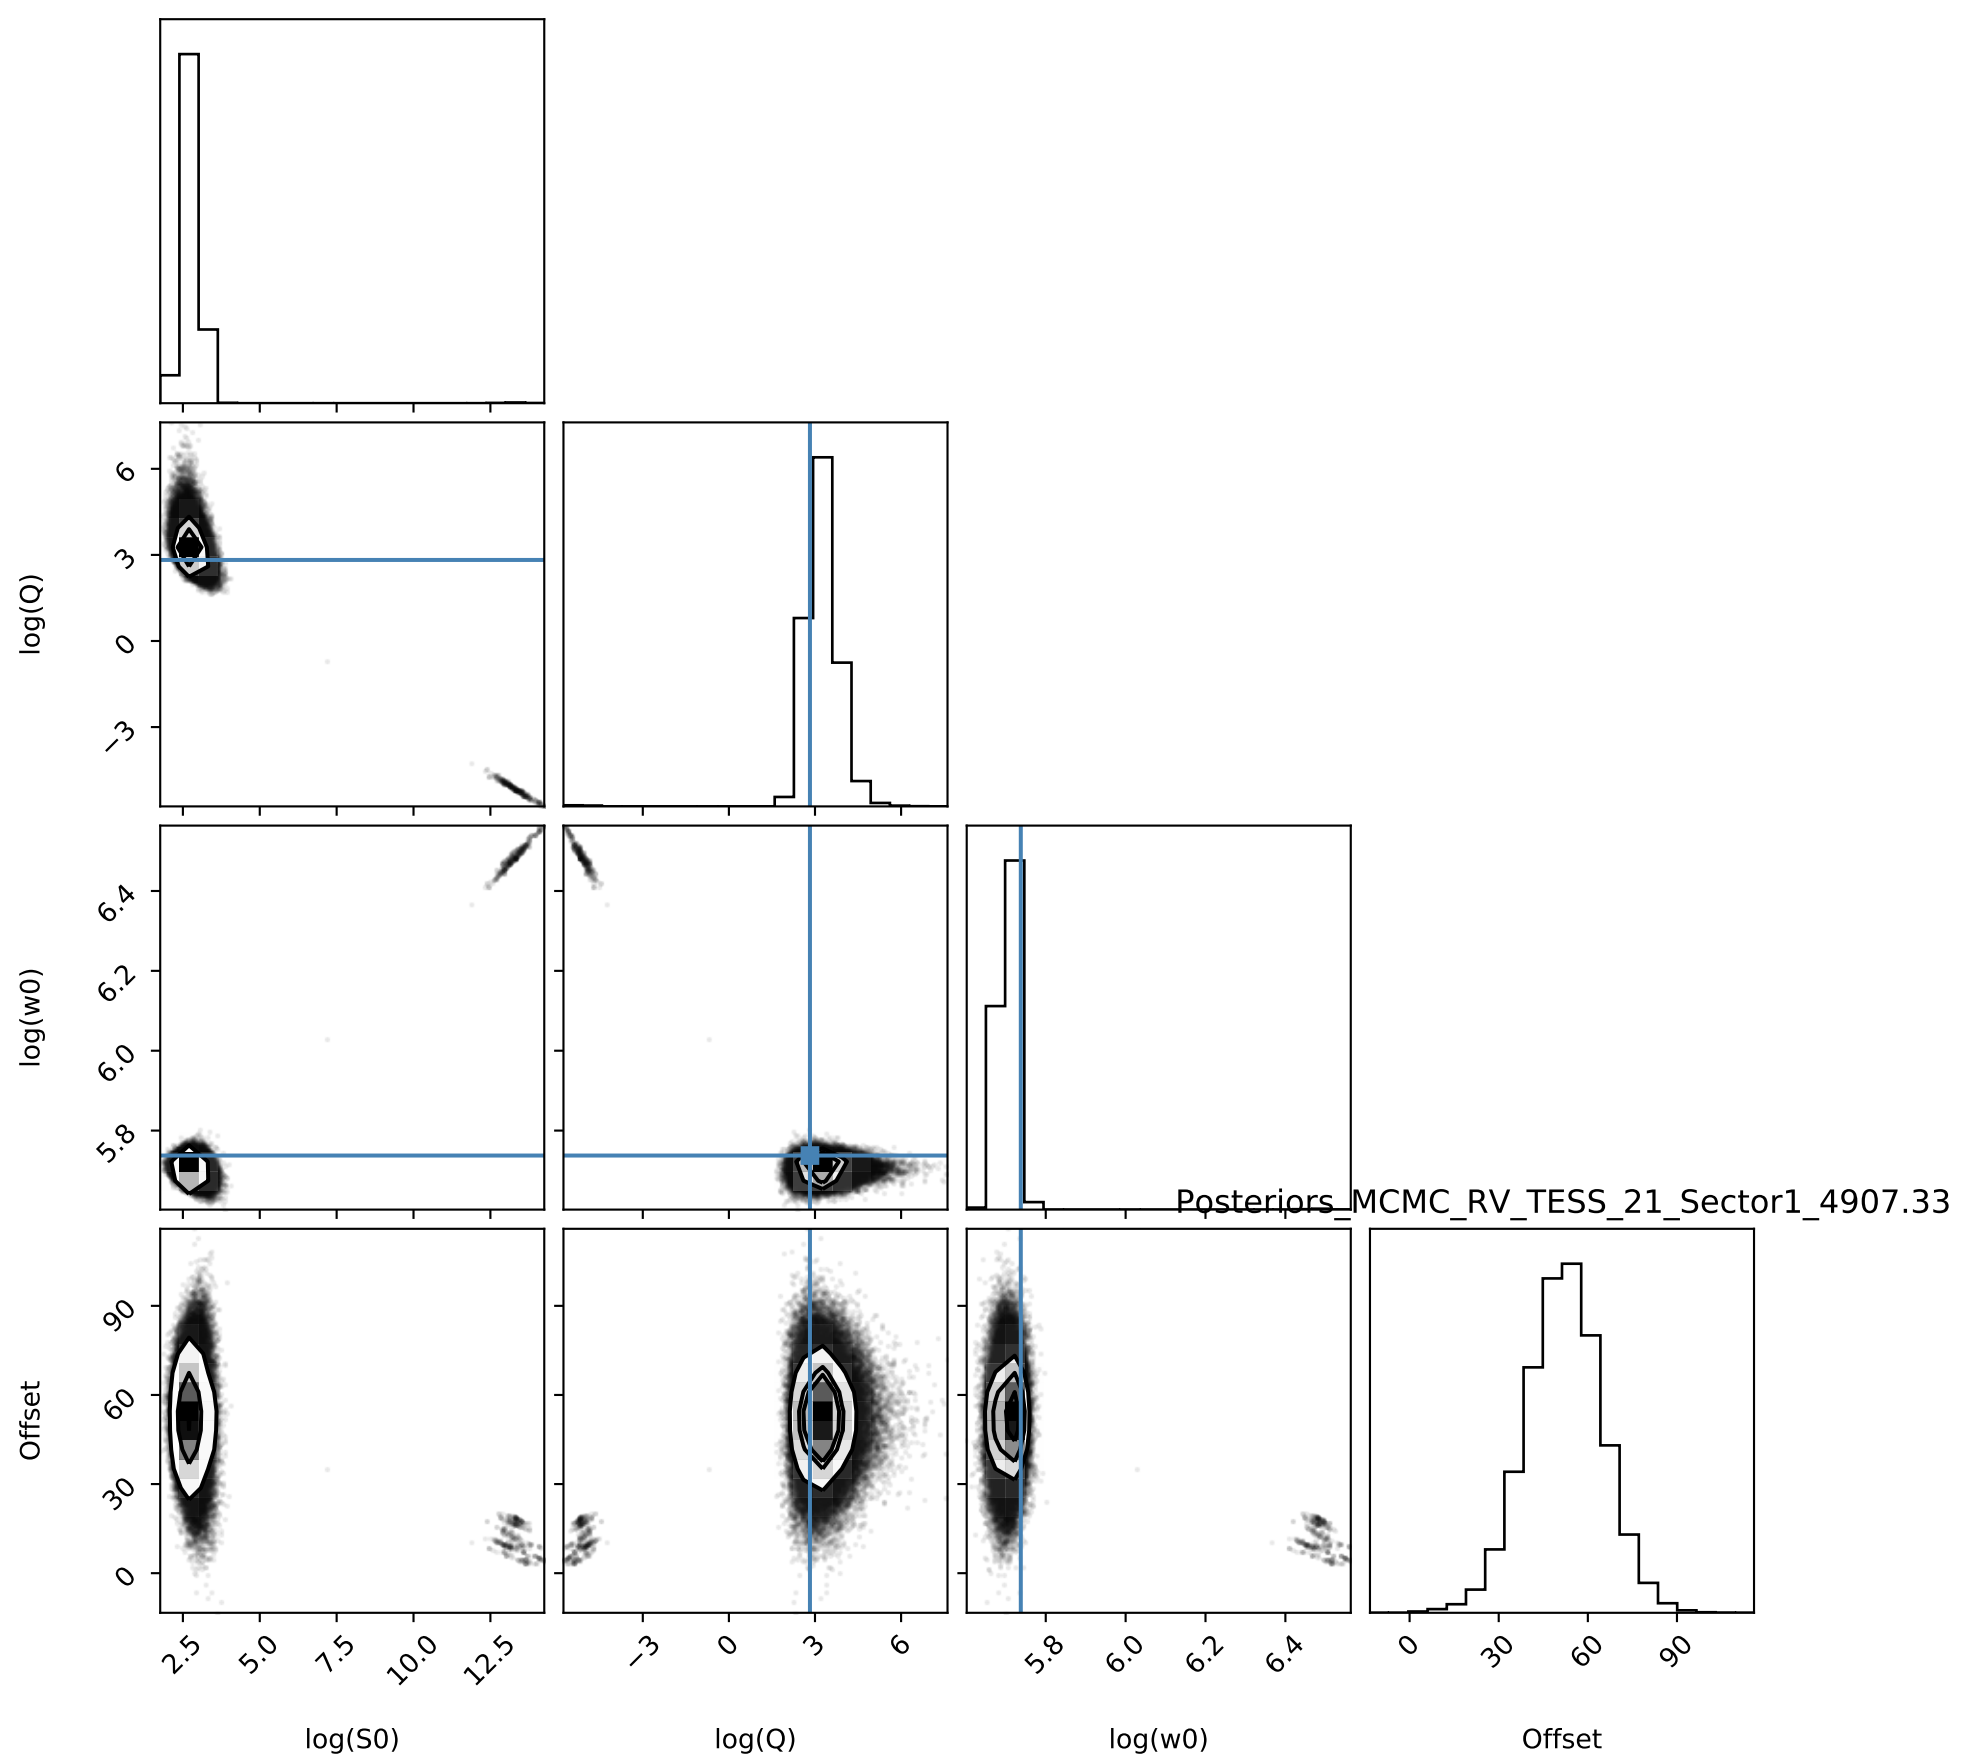 6
3
0
−3
log(Q)
6.4
6.2
6.0
5.8
log(w0)
Posteriors_MCMC_RV_TESS_21_Sector1_4907.33
90
60
30
0
Offset
2.5 5.0 7.5 10.0 12.5
−3 0 3 6
5.8 6.0 6.2 6.4
0 30 60 90
log(S0)
log(Q)
log(w0)
Offset